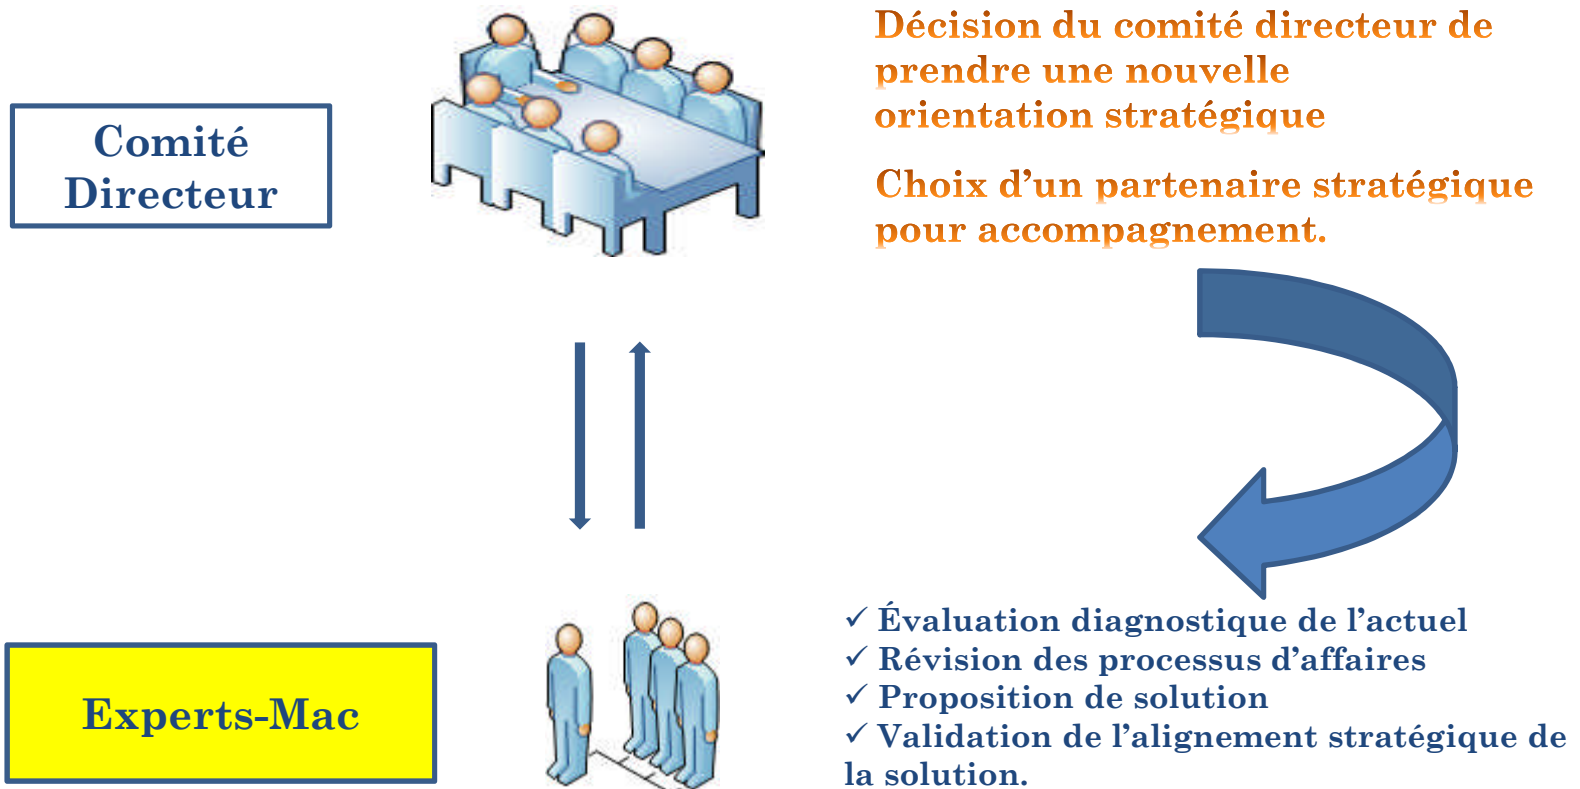 Comité
Directeur
Décision du comité directeur de
prendre une nouvelle
orientation stratégique
Choix d’un partenaire stratégique
pour accompagnement.
Experts-Mac
✓ Évaluation diagnostique de l’actuel
✓ Révision des processus d’affaires
✓ Proposition de solution
✓ Validation de l’alignement stratégique de
la solution.